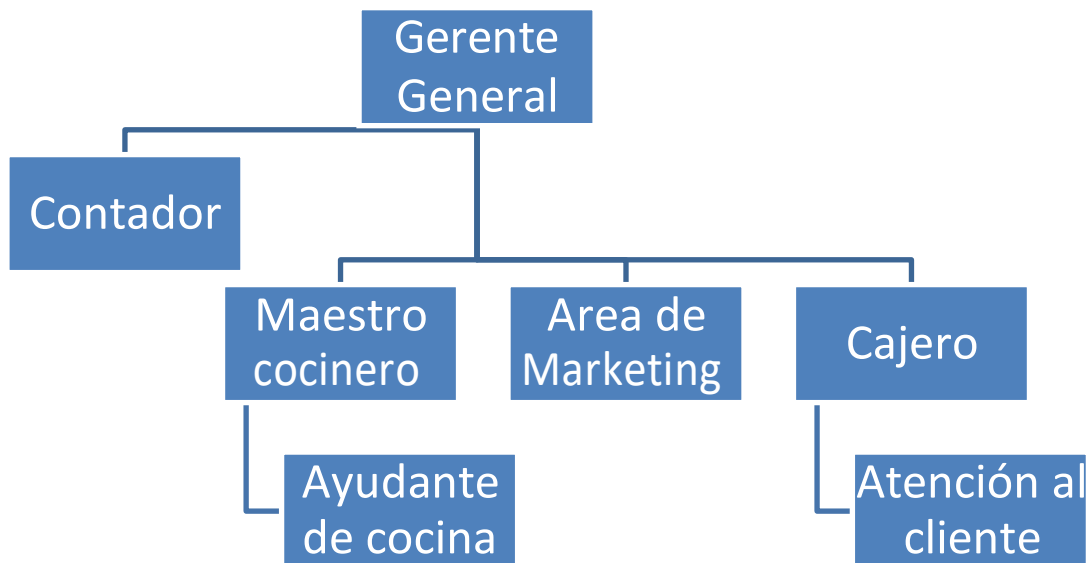 Gerente
General
Contador
Maestro
cocinero
Area de
Marketing
Cajero
Ayudante
de cocina
Atención al
cliente